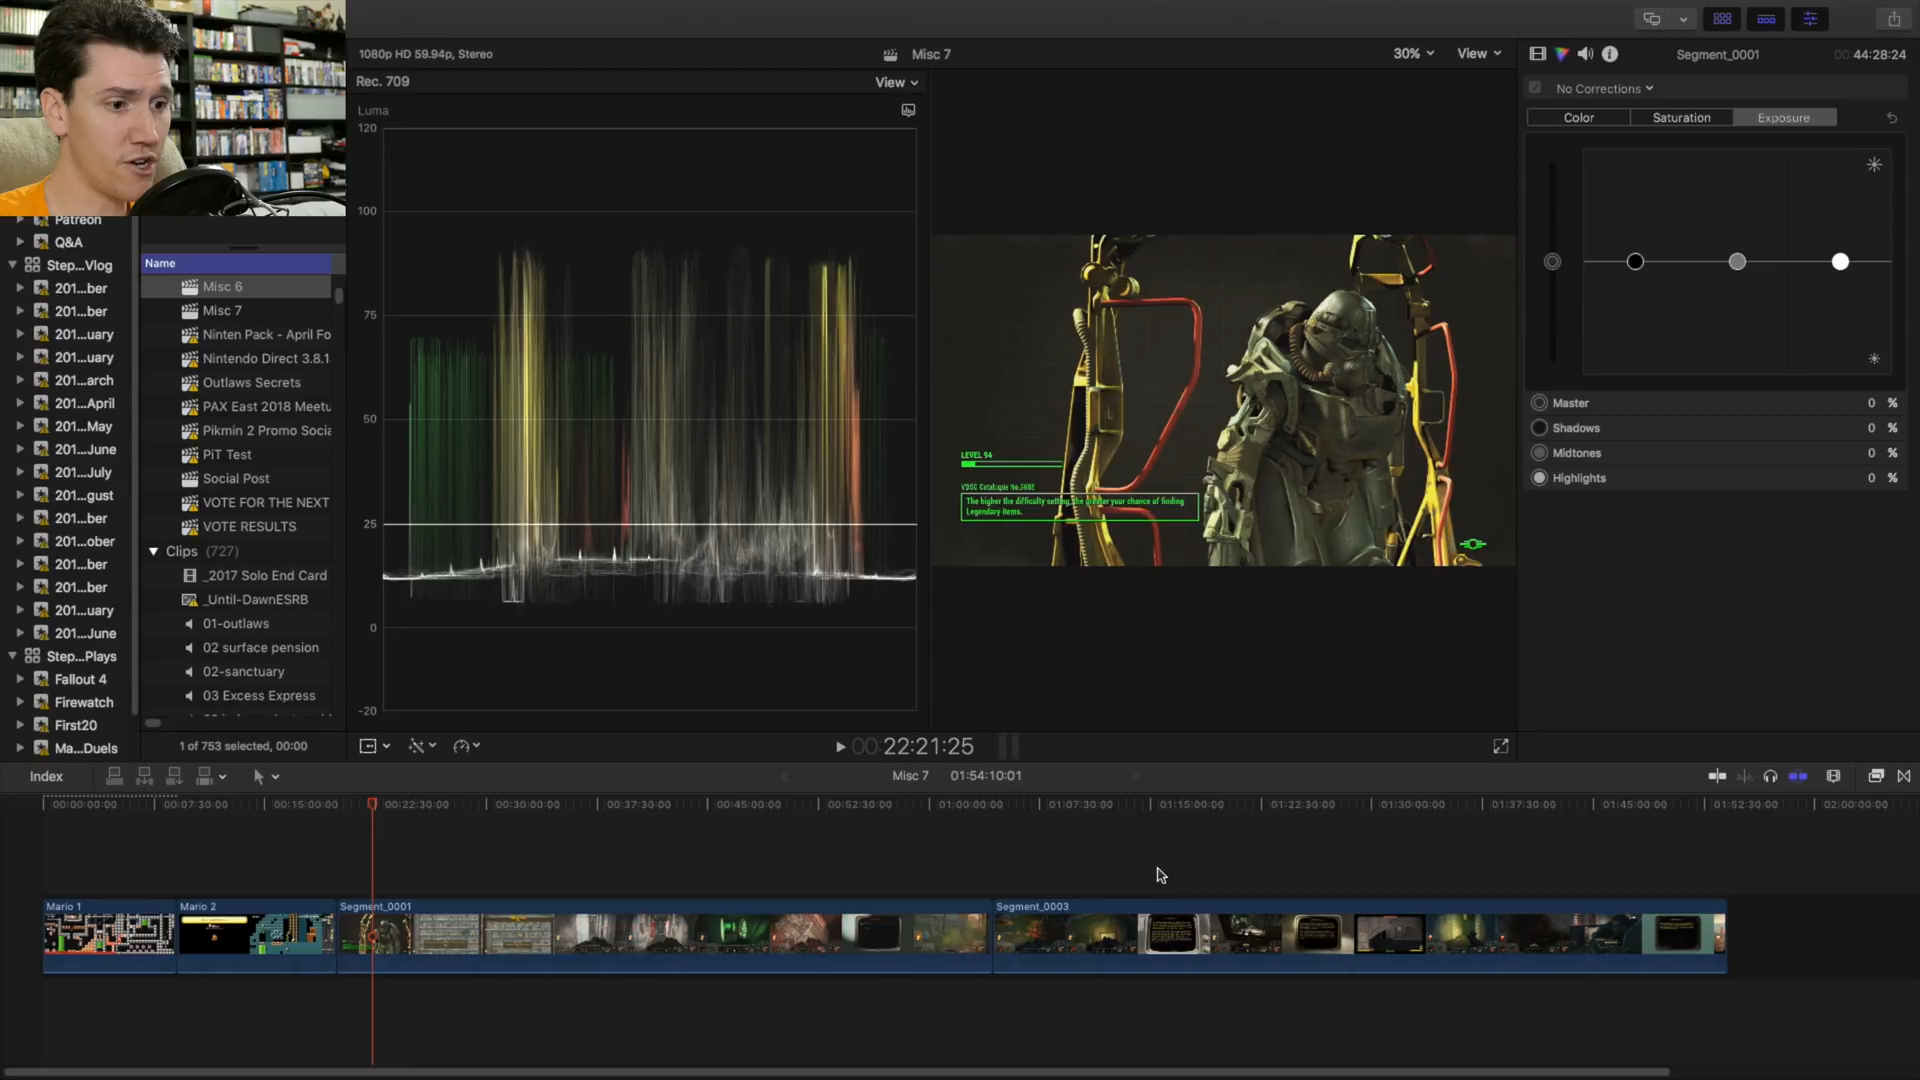 1080p HD 59.94p, Stereo
Misc 7
30%
View
Segment_0001
00 44:28:24
Rec. 709
View
No Corrections
Color
Saturation
Exposure
Luma
120
100
75
50
25
0
-20
Patreon
Q&A
Step...Vlog
201...ber
201...ber
201...uary
201...uary
201...arch
201...April
201...May
201...June
201...July
201...gust
201...ber
201...ober
201...ber
201...ber
201...uary
201...June
Step...Plays
Fallout 4
Firewatch
First20
Ma...Duels
Name
Misc 6
Misc 7
Ninten Pack - April Fo
Nintendo Direct 3.8.1
Outlaws Secrets
PAX East 2018 Meetu
Pikmin 2 Promo Socia
PiT Test
Social Post
VOTE FOR THE NEXT
VOTE RESULTS
Clips (727)
_2017 Solo End Card
_Until-DawnESRB
01-outlaws
02 surface pension
02-sanctuary
03 Excess Express
1 of 753 selected, 00:00
LEVEL 94
The higher the difficulty setting, the greater your chance of finding
Legendary items.
Master 0 %
Shadows 0 %
Midtones 0 %
Highlights 0 %
00:22:21:25
Index
Misc 7
01:54:10:01
00:00:00:00
00:07:30:00
00:15:00:00
00:22:30:00
00:30:00:00
00:37:30:00
00:45:00:00
00:52:30:00
01:00:00:00
01:07:30:00
01:15:00:00
01:22:30:00
01:30:00:00
01:37:30:00
01:45:00:00
01:52:30:00
02:00:00:00
Mario 1
Mario 2
Segment_0001
Segment_0003